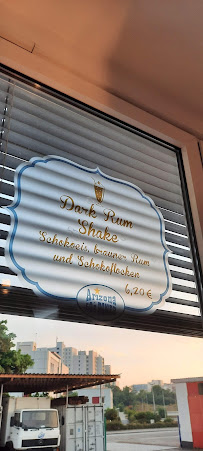 Dark Rum
Shake
Schokoeis, brauner Rum
und Schokoflocken
6,20 €
Arizona